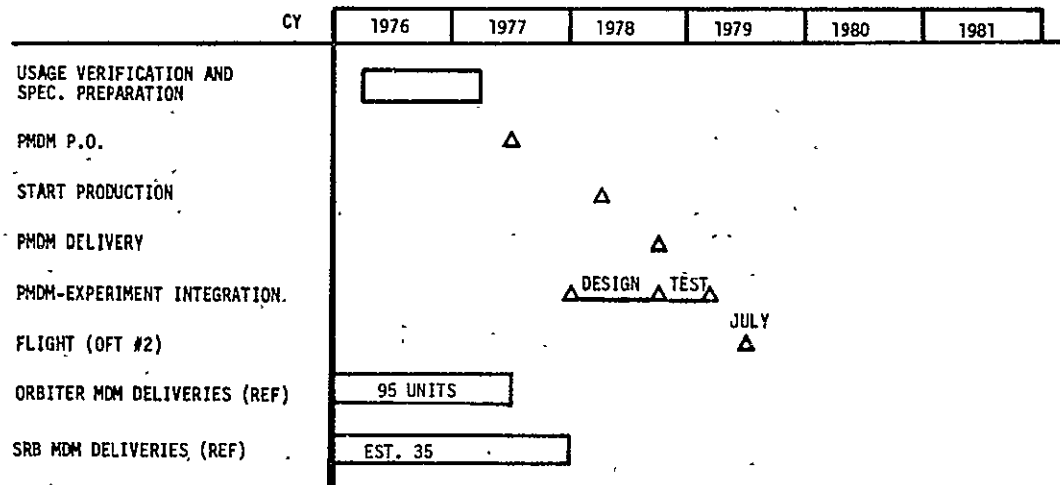 CY 1976 1977 1978 1979 1980 1981
USAGE VERIFICATION AND
SPEC. PREPARATION
PMDM P.O.
START PRODUCTION
PMDM DELIVERY
PMDM-EXPERIMENT INTEGRATION. DESIGN TEST
JULY
FLIGHT (OFT #2)
ORBITER MDM DELIVERIES (REF) 95 UNITS
SRB MDM DELIVERIES (REF) EST. 35